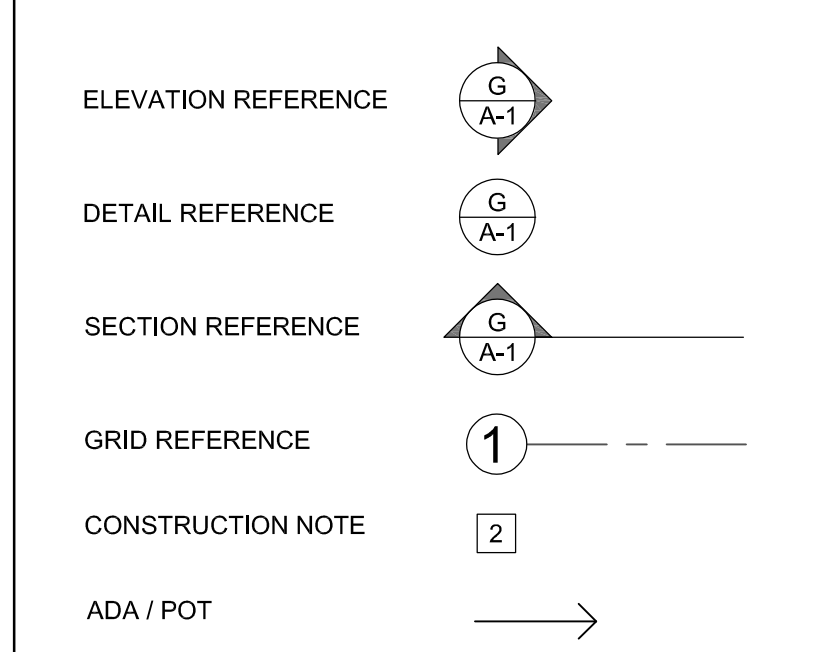 ELEVATION REFERENCE
G
A-1
DETAIL REFERENCE
G
A-1
SECTION REFERENCE
G
A-1
GRID REFERENCE
1
CONSTRUCTION NOTE
2
ADA / POT